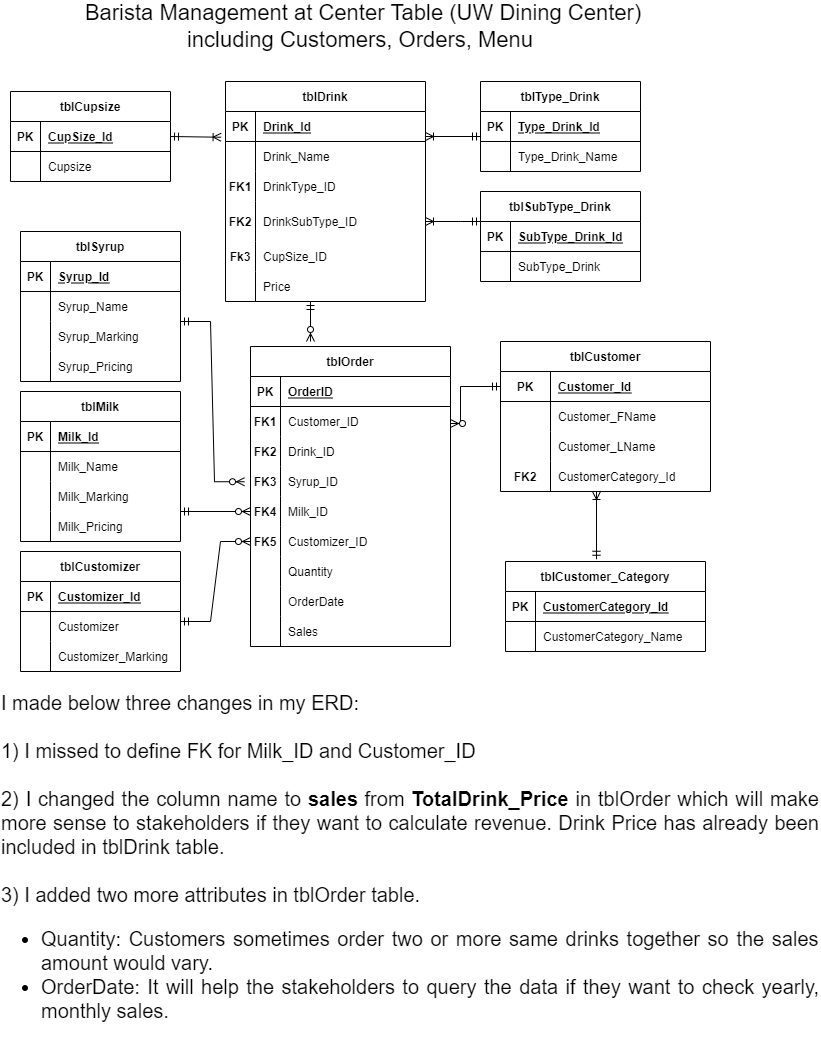 Barista Management at Center Table (UW Dining Center)
including Customers, Orders, Menu
tblCupsize
PK CupSize_Id
Cupsize
tblDrink
PK Drink_Id
Drink_Name
FK1 DrinkType_ID
FK2 DrinkSubType_ID
Fk3 CupSize_ID
Price
tblType_Drink
PK Type_Drink_Id
Type_Drink_Name
tblSubType_Drink
PK SubType_Drink_Id
SubType_Drink
tblSyrup
PK Syrup_Id
Syrup_Name
Syrup_Marking
Syrup_Pricing
tblMilk
PK Milk_Id
Milk_Name
Milk_Marking
Milk_Pricing
tblCustomizer
PK Customizer_Id
Customizer
Customizer_Marking
tblOrder
PK OrderID
FK1 Customer_ID
FK2 Drink_ID
FK3 Syrup_ID
FK4 Milk_ID
FK5 Customizer_ID
Quantity
OrderDate
Sales
tblCustomer
PK Customer_Id
Customer_FName
Customer_LName
FK2 CustomerCategory_Id
tblCustomer_Category
PK CustomerCategory_Id
CustomerCategory_Name
I made below three changes in my ERD:
1) I missed to define FK for Milk_ID and Customer_ID
2) I changed the column name to sales from TotalDrink_Price in tblOrder which will make
more sense to stakeholders if they want to calculate revenue. Drink Price has already been
included in tblDrink table.
3) I added two more attributes in tblOrder table.
• Quantity: Customers sometimes order two or more same drinks together so the sales
amount would vary.
• OrderDate: It will help the stakeholders to query the data if they want to check yearly,
monthly sales.